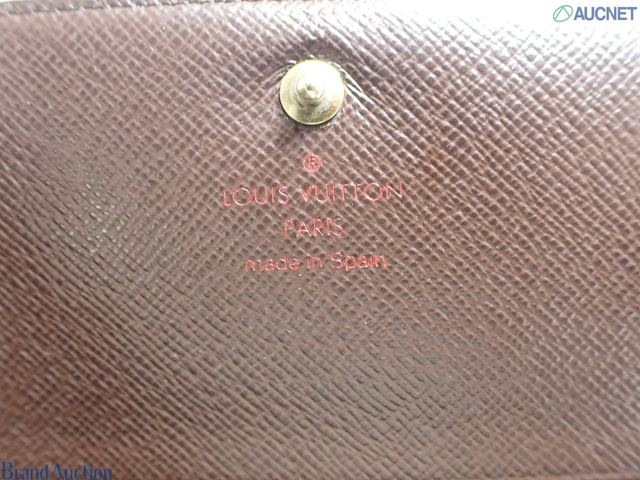 AUCNET
®
LOUIS VUITTON
PARIS
made in Spain
Brand Auction